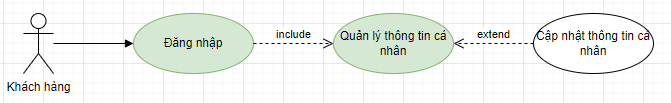 Khách hàng
Đăng nhập
include
Quản lý thông tin cá
nhân
extend
Cập nhật thông tin cá
nhân